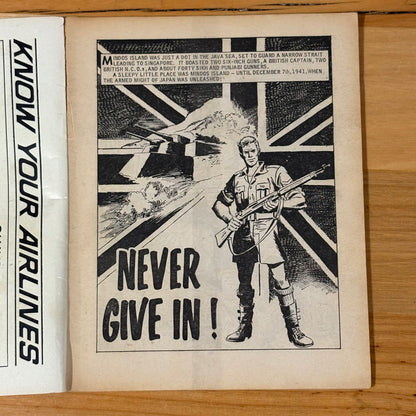 KNOW YOUR AIRLINES
MINDOS ISLAND WAS JUST A DOT IN THE JAVA SEA, SET TO GUARD A NARROW STRAIT
LEADING TO SINGAPORE. IT BOASTED TWO SIX-INCH GUNS, A BRITISH CAPTAIN, TWO
BRITISH N.C.O.s, AND ABOUT FORTY SIKH AND PUNJABI GUNNERS.
A SLEEPY LITTLE PLACE WAS MINDOS ISLAND - UNTIL DECEMBER 7th, 1941, WHEN
THE ARMED MIGHT OF JAPAN WAS UNLEASHED!
NEVER
GIVE IN!